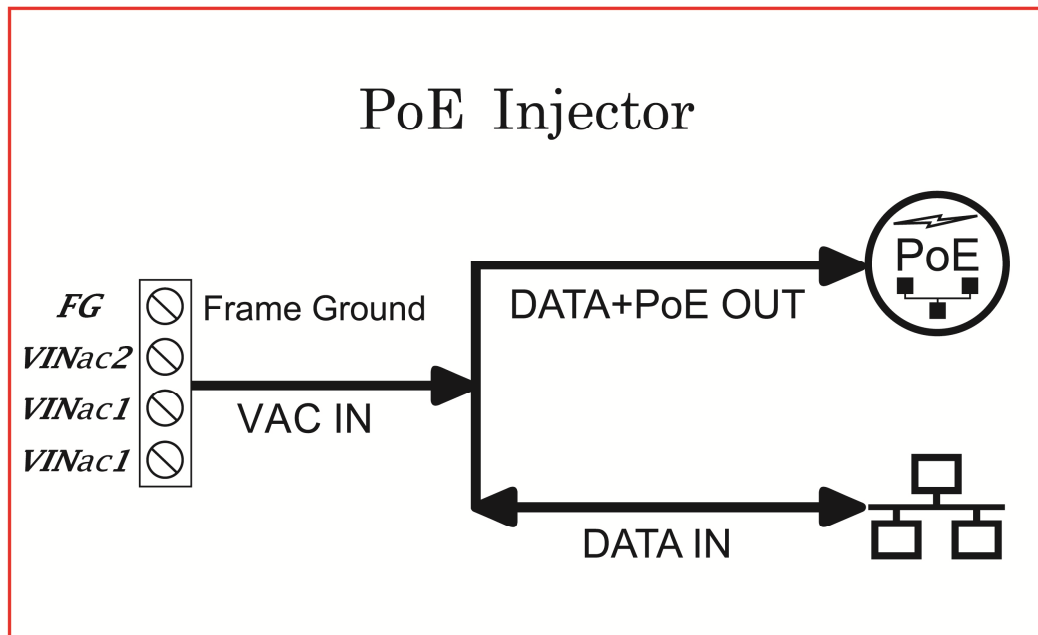 PoE Injector
PoE
FG
Frame Ground
DATA+PoE OUT
VINac2
VINac1
VAC IN
VINac1
DATA IN